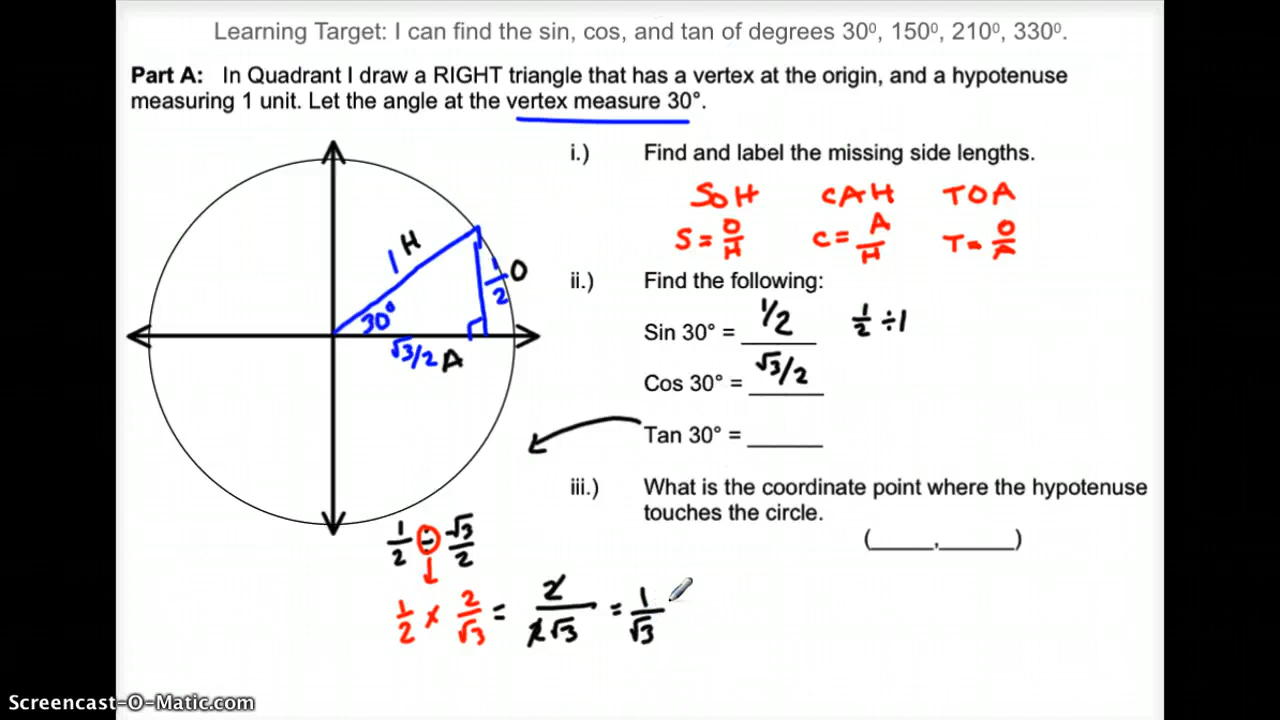 Learning Target: I can find the sin, cos, and tan of degrees 30⁰, 150⁰, 210⁰, 330⁰.
Part A: In Quadrant I draw a RIGHT triangle that has a vertex at the origin, and a hypotenuse
measuring 1 unit. Let the angle at the vertex measure 30°.
i.) Find and label the missing side lengths.
SOH CAH TOA
S = O/H C = A/H T = O/A
1 H
1/2 O
30°
√3/2 A
ii.) Find the following:
Sin 30° = 1/2 1/2 ÷ 1
Cos 30° = √3/2
Tan 30° = ______
iii.) What is the coordinate point where the hypotenuse
touches the circle.
(_____,______)
1/2 ÷ √3/2
1/2 × 2/√3 = 2/2√3 = 1/√3
Screencast-O-Matic.com